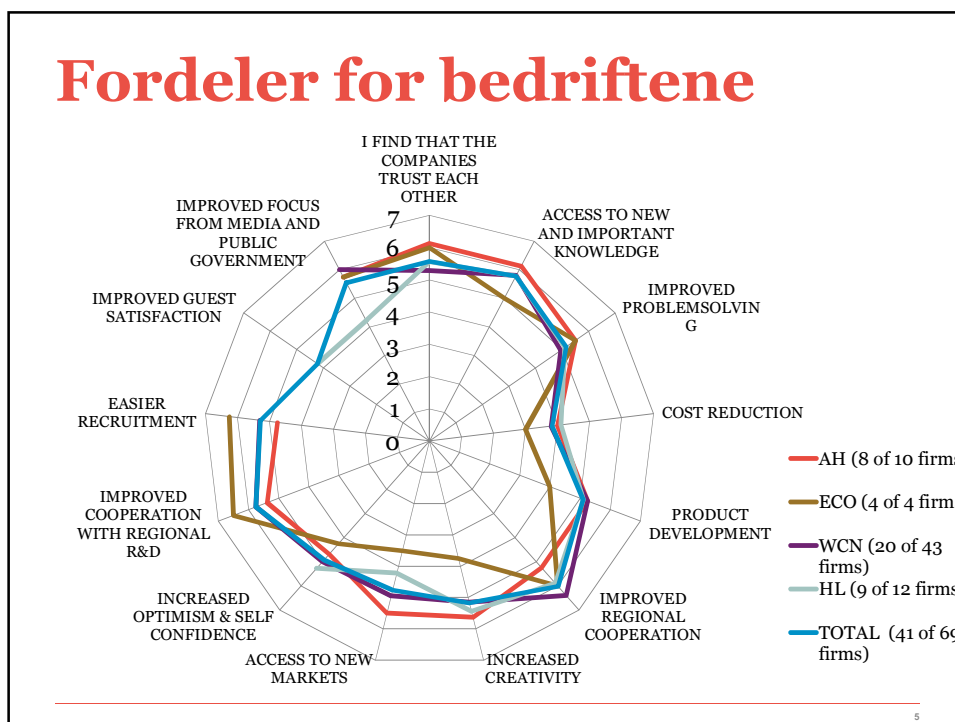 Fordeler for bedriftene
I FIND THAT THE
COMPANIES
TRUST EACH
OTHER
ACCESS TO NEW
AND IMPORTANT
KNOWLEDGE
IMPROVED
PROBLEMSOLVIN
G
COST REDUCTION
PRODUCT
DEVELOPMENT
IMPROVED
REGIONAL
COOPERATION
INCREASED
CREATIVITY
ACCESS TO NEW
MARKETS
INCREASED
OPTIMISM & SELF
CONFIDENCE
IMPROVED
COOPERATION
WITH REGIONAL
R&D
EASIER
RECRUITMENT
IMPROVED GUEST
SATISFACTION
IMPROVED FOCUS
FROM MEDIA AND
PUBLIC
GOVERNMENT
7
6
5
4
3
2
1
0
AH (8 of 10 firms
ECO (4 of 4 firm
WCN (20 of 43
firms)
HL (9 of 12 firms
TOTAL (41 of 69
firms)
5